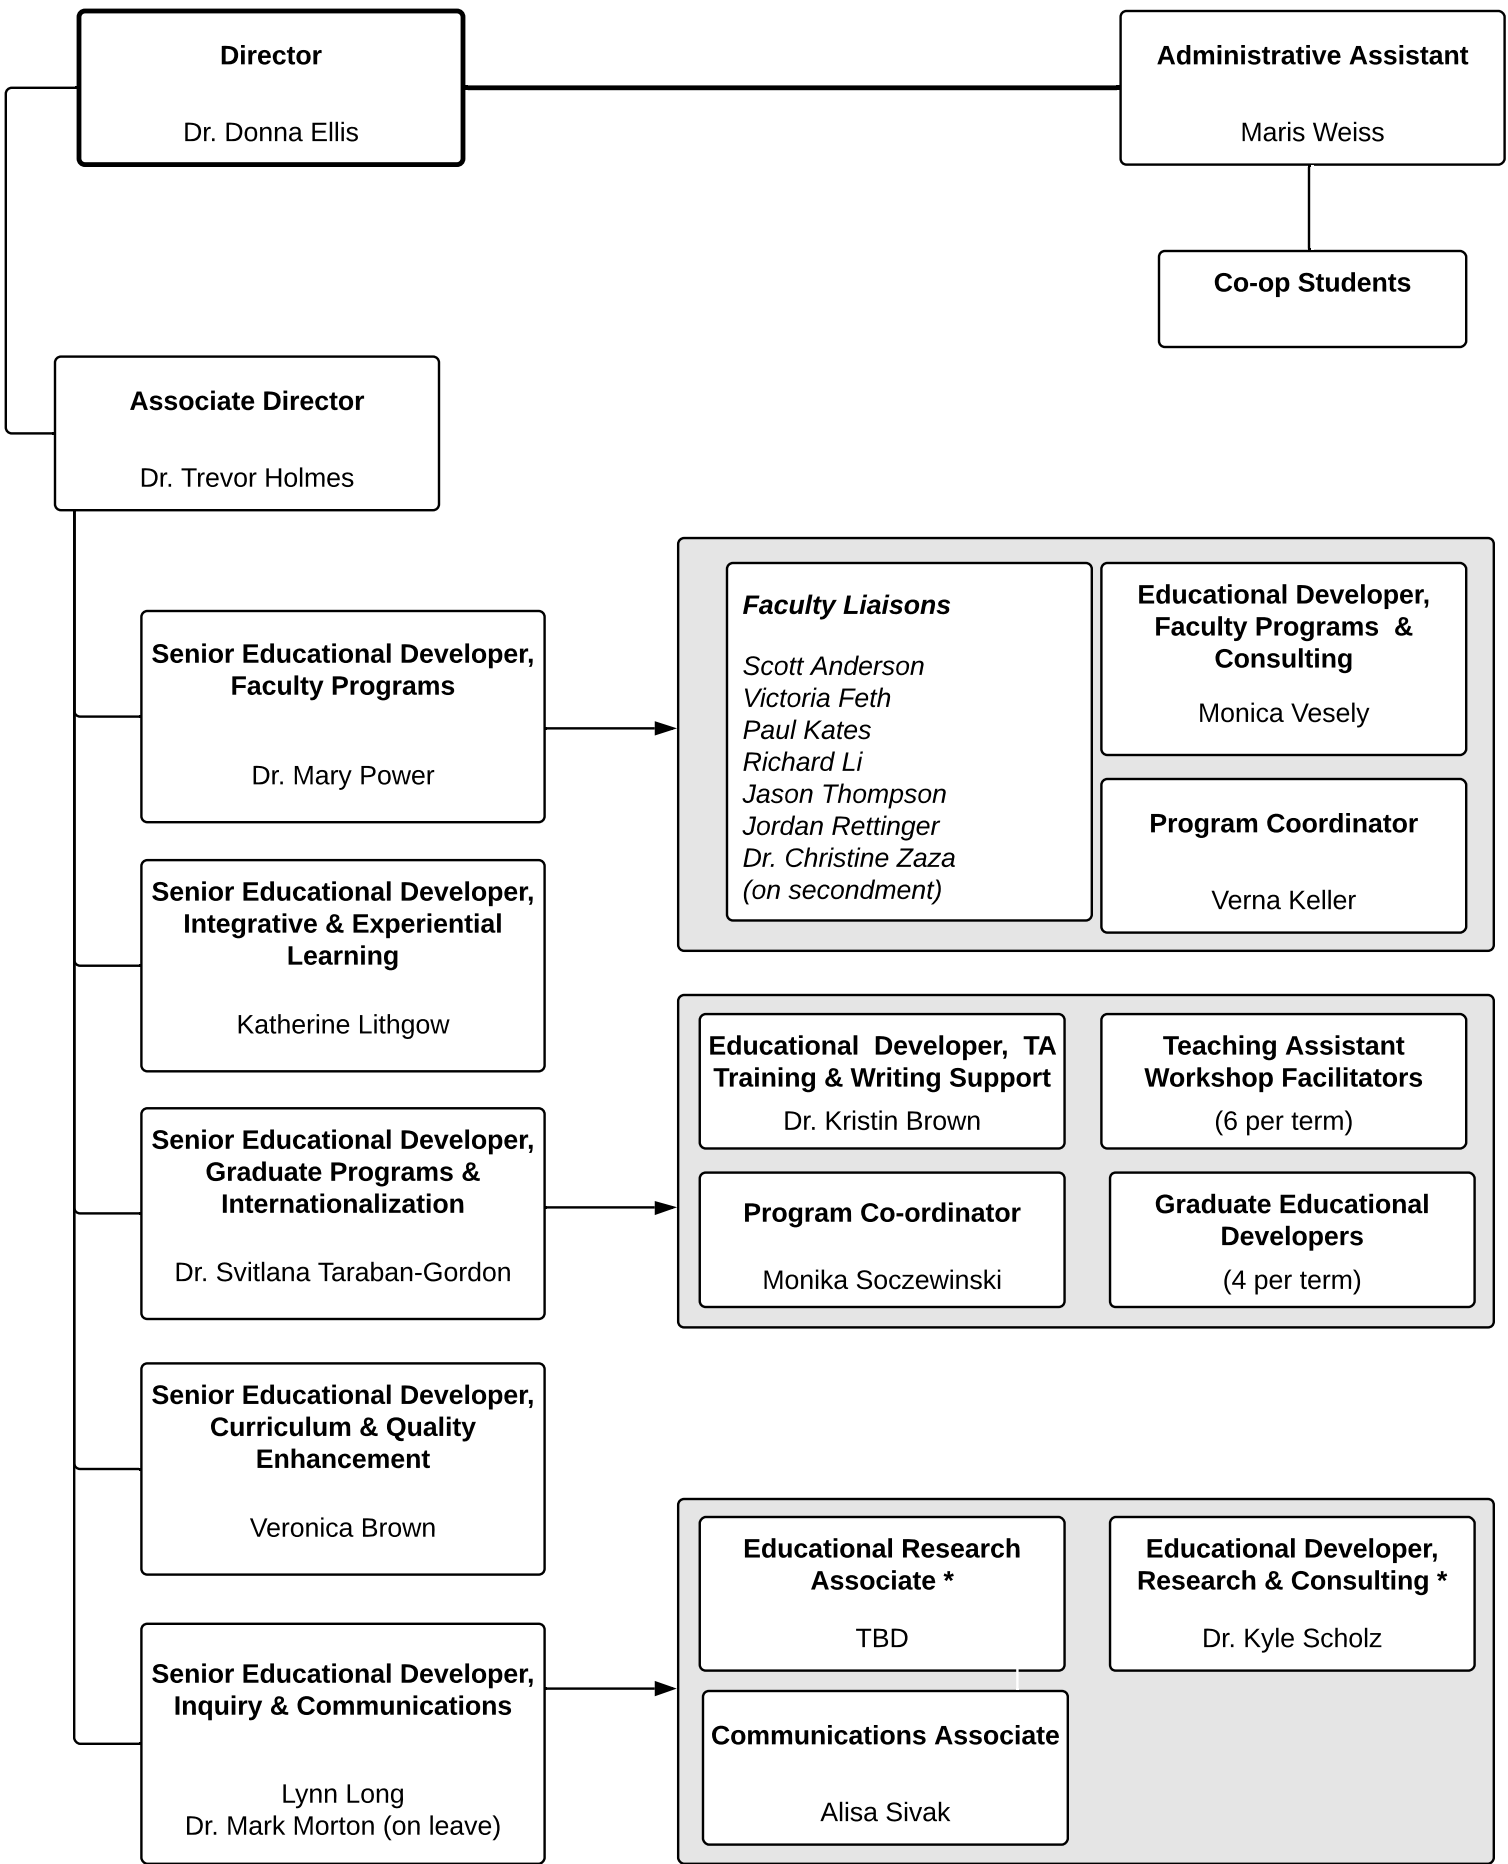 Director
Dr. Donna Ellis
Administrative Assistant
Maris Weiss
Co-op Students
Associate Director
Dr. Trevor Holmes
Senior Educational Developer,
Faculty Programs
Dr. Mary Power
Faculty Liaisons
Scott Anderson
Victoria Feth
Paul Kates
Richard Li
Jason Thompson
Jordan Rettinger
Dr. Christine Zaza
(on secondment)
Educational Developer,
Faculty Programs  &
Consulting
Monica Vesely
Program Coordinator
Verna Keller
Senior Educational Developer,
Integrative & Experiential
Learning
Katherine Lithgow
Senior Educational Developer,
Graduate Programs &
Internationalization
Dr. Svitlana Taraban-Gordon
Educational  Developer,  TA
Training & Writing Support
Dr. Kristin Brown
Teaching Assistant
Workshop Facilitators
(6 per term)
Program Co-ordinator
Monika Soczewinski
Graduate Educational
Developers
(4 per term)
Senior Educational Developer,
Curriculum & Quality
Enhancement
Veronica Brown
Senior Educational Developer,
Inquiry & Communications
Lynn Long
Dr. Mark Morton (on leave)
Educational Research
Associate *
TBD
Educational Developer,
Research & Consulting *
Dr. Kyle Scholz
Communications Associate
Alisa Sivak